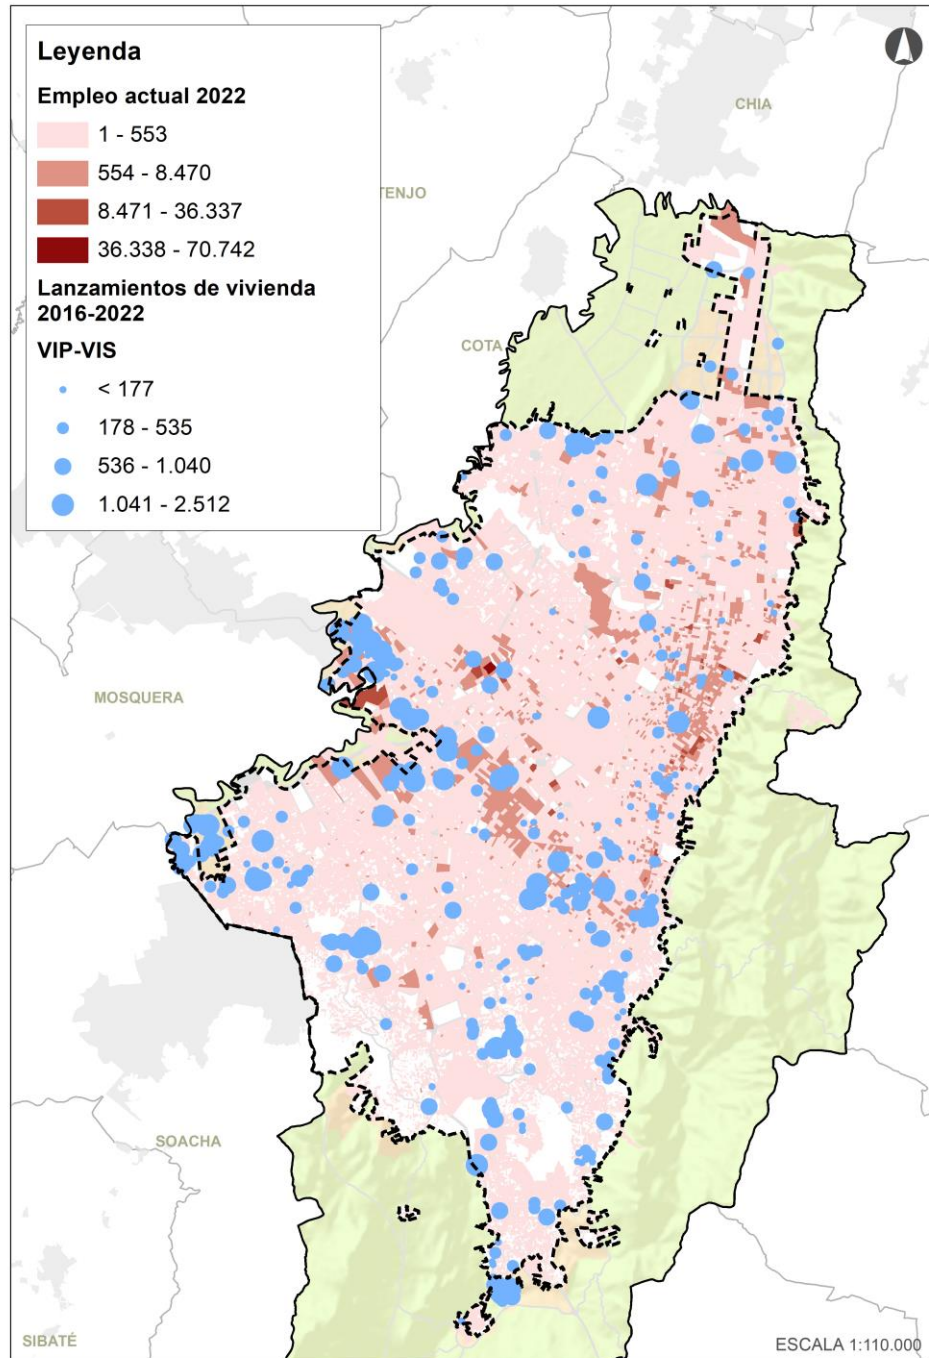 Leyenda
Empleo actual 2022
1 - 553
554 - 8.470
8.471 - 36.337
36.338 - 70.742
Lanzamientos de vivienda
2016-2022
VIP-VIS
< 177
178 - 535
536 - 1.040
1.041 - 2.512
CHIA
TENJO
COTA
MOSQUERA
SOACHA
SIBATÉ
ESCALA 1:110.000